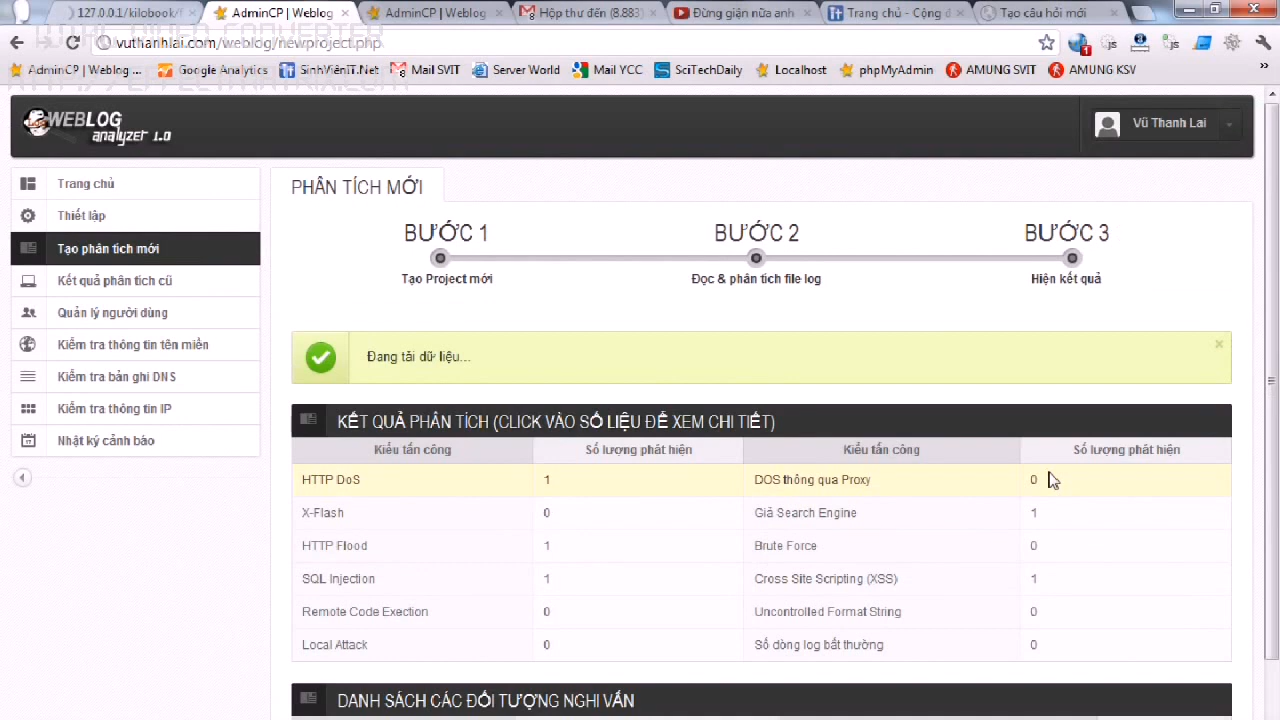 127.0.0.1/kilobook/
AdminCP | Weblog
AdminCP | Weblog
Hộp thư đến (8.883)
Đừng giận nữa anh
Trang chủ - Cộng đ
Tạo câu hỏi mới
vuthanhlai.com/weblog/newproject.php
AdminCP | Weblog ...
Google Analytics
SinhVienIT.Net
Mail SVIT
Server World
Mail YCC
SciTechDaily
Localhost
phpMyAdmin
AMUNG SVIT
AMUNG KSV
WEBLOG
analyzer 1.0
Vũ Thanh Lai
Trang chủ
Thiết lập
Tạo phân tích mới
Kết quả phân tích cũ
Quản lý người dùng
Kiểm tra thông tin tên miền
Kiểm tra bản ghi DNS
Kiểm tra thông tin IP
Nhật ký cảnh báo
PHÂN TÍCH MỚI
BƯỚC 1
BƯỚC 2
BƯỚC 3
Tạo Project mới
Đọc & phân tích file log
Hiện kết quả
Đang tải dữ liệu...
KẾT QUẢ PHÂN TÍCH (CLICK VÀO SỐ LIỆU ĐỂ XEM CHI TIẾT)
Kiểu tấn công Số lượng phát hiện Kiểu tấn công Số lượng phát hiện
HTTP DoS 1 DOS thông qua Proxy 0
X-Flash 0 Giả Search Engine 1
HTTP Flood 1 Brute Force 0
SQL Injection 1 Cross Site Scripting (XSS) 1
Remote Code Exection 0 Uncontrolled Format String 0
Local Attack 0 Số dòng log bất thường 0
DANH SÁCH CÁC ĐỐI TƯỢNG NGHI VẤN